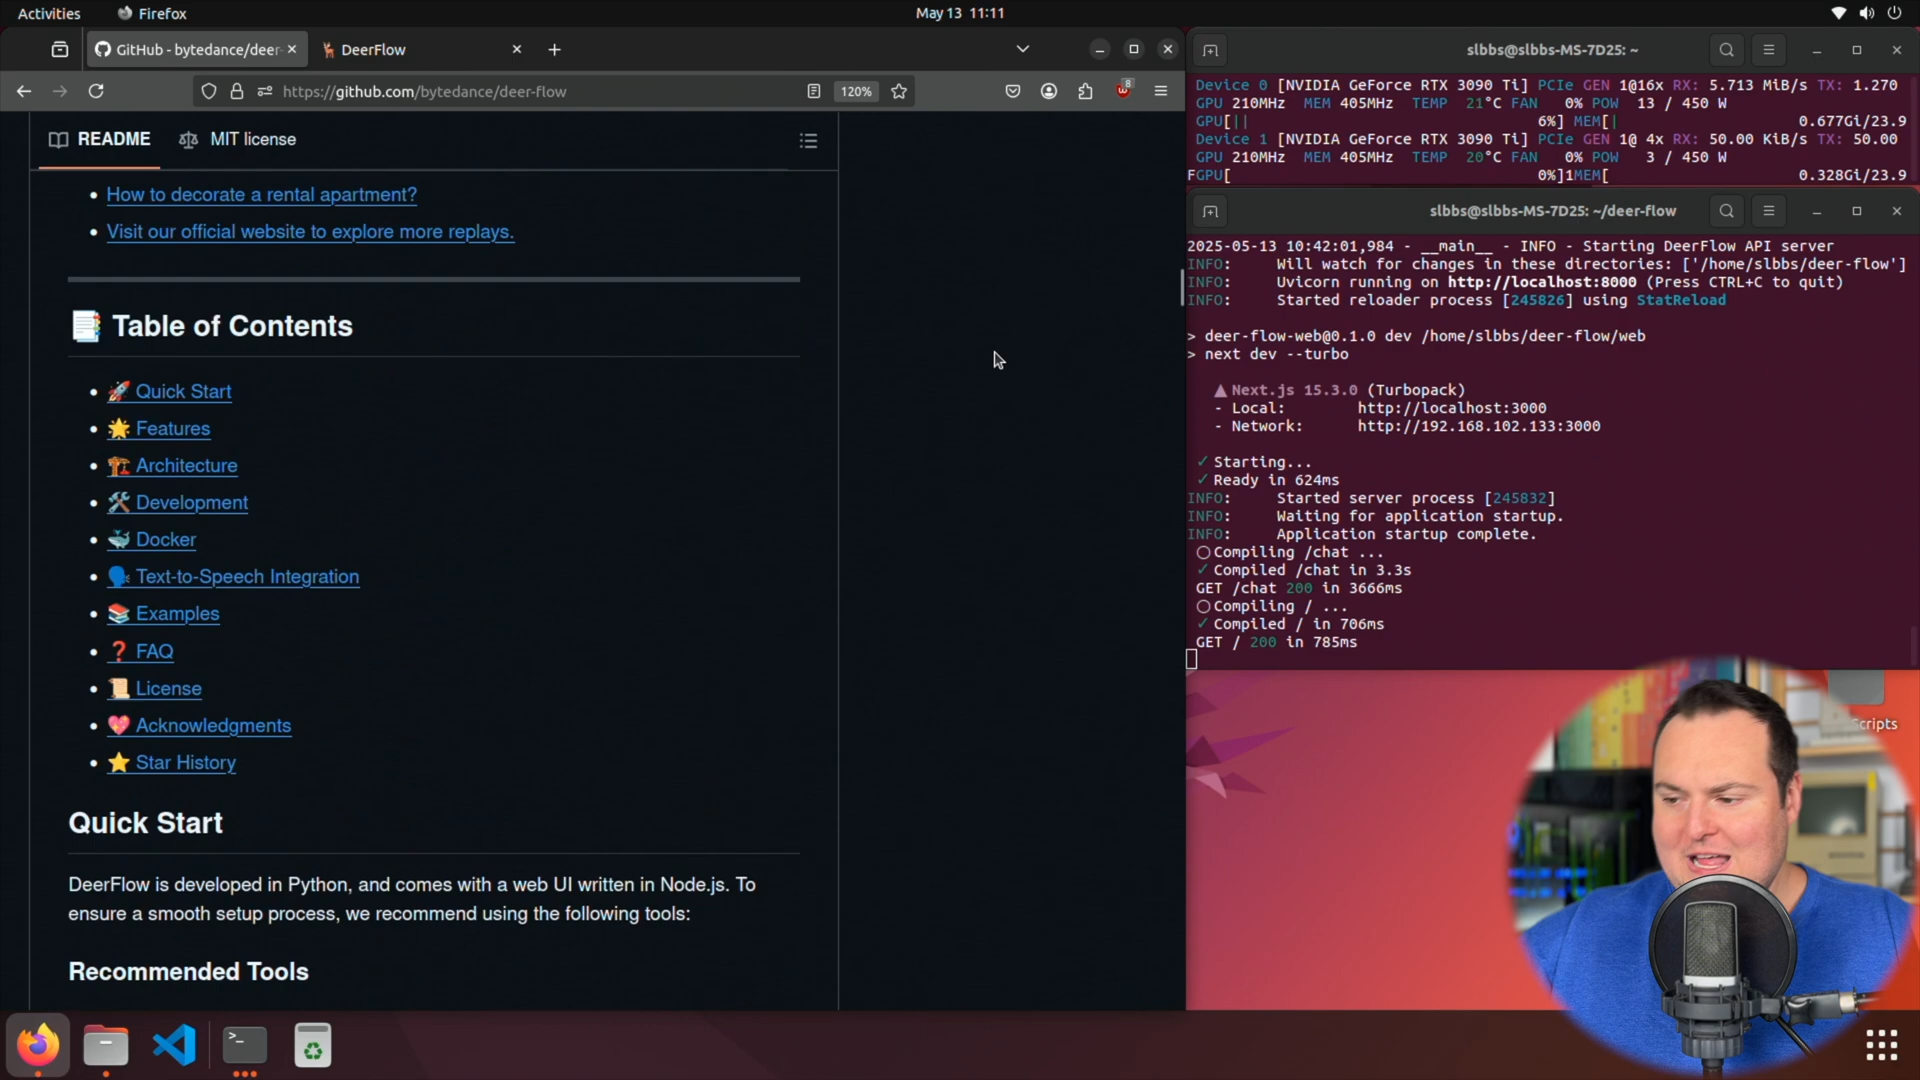 Activities
Firefox
May 13 11:11
GitHub - bytedance/deer-
DeerFlow
https://github.com/bytedance/deer-flow
120%
8
README
MIT license
How to decorate a rental apartment?
Visit our official website to explore more replays.
Table of Contents
Quick Start
Features
Architecture
Development
Docker
Text-to-Speech Integration
Examples
FAQ
License
Acknowledgments
Star History
Quick Start
DeerFlow is developed in Python, and comes with a web UI written in Node.js. To
ensure a smooth setup process, we recommend using the following tools:
Recommended Tools
slbbs@slbbs-MS-7D25: ~
Device 0 [NVIDIA GeForce RTX 3090 Ti] PCIe GEN 1@16x RX: 5.713 MiB/s TX: 1.270
GPU 210MHz MEM 405MHz TEMP 21°C FAN 0% POW 13 / 450 W
GPU[|| 6%] MEM[| 0.677Gi/23.9
Device 1 [NVIDIA GeForce RTX 3090 Ti] PCIe GEN 1@ 4x RX: 50.00 KiB/s TX: 50.00
GPU 210MHz MEM 405MHz TEMP 20°C FAN 0% POW 3 / 450 W
FGPU[ 0%]1MEM[ 0.328Gi/23.9
slbbs@slbbs-MS-7D25: ~/deer-flow
2025-05-13 10:42:01,984 - __main__ - INFO - Starting DeerFlow API server
INFO: Will watch for changes in these directories: ['/home/slbbs/deer-flow']
INFO: Uvicorn running on http://localhost:8000 (Press CTRL+C to quit)
INFO: Started reloader process [245826] using StatReload
> deer-flow-web@0.1.0 dev /home/slbbs/deer-flow/web
> next dev --turbo
▲ Next.js 15.3.0 (Turbopack)
- Local: http://localhost:3000
- Network: http://192.168.102.133:3000
✓ Starting...
✓ Ready in 624ms
INFO: Started server process [245832]
INFO: Waiting for application startup.
INFO: Application startup complete.
○ Compiling /chat ...
✓ Compiled /chat in 3.3s
GET /chat 200 in 3666ms
○ Compiling / ...
✓ Compiled / in 706ms
GET / 200 in 785ms
Scripts